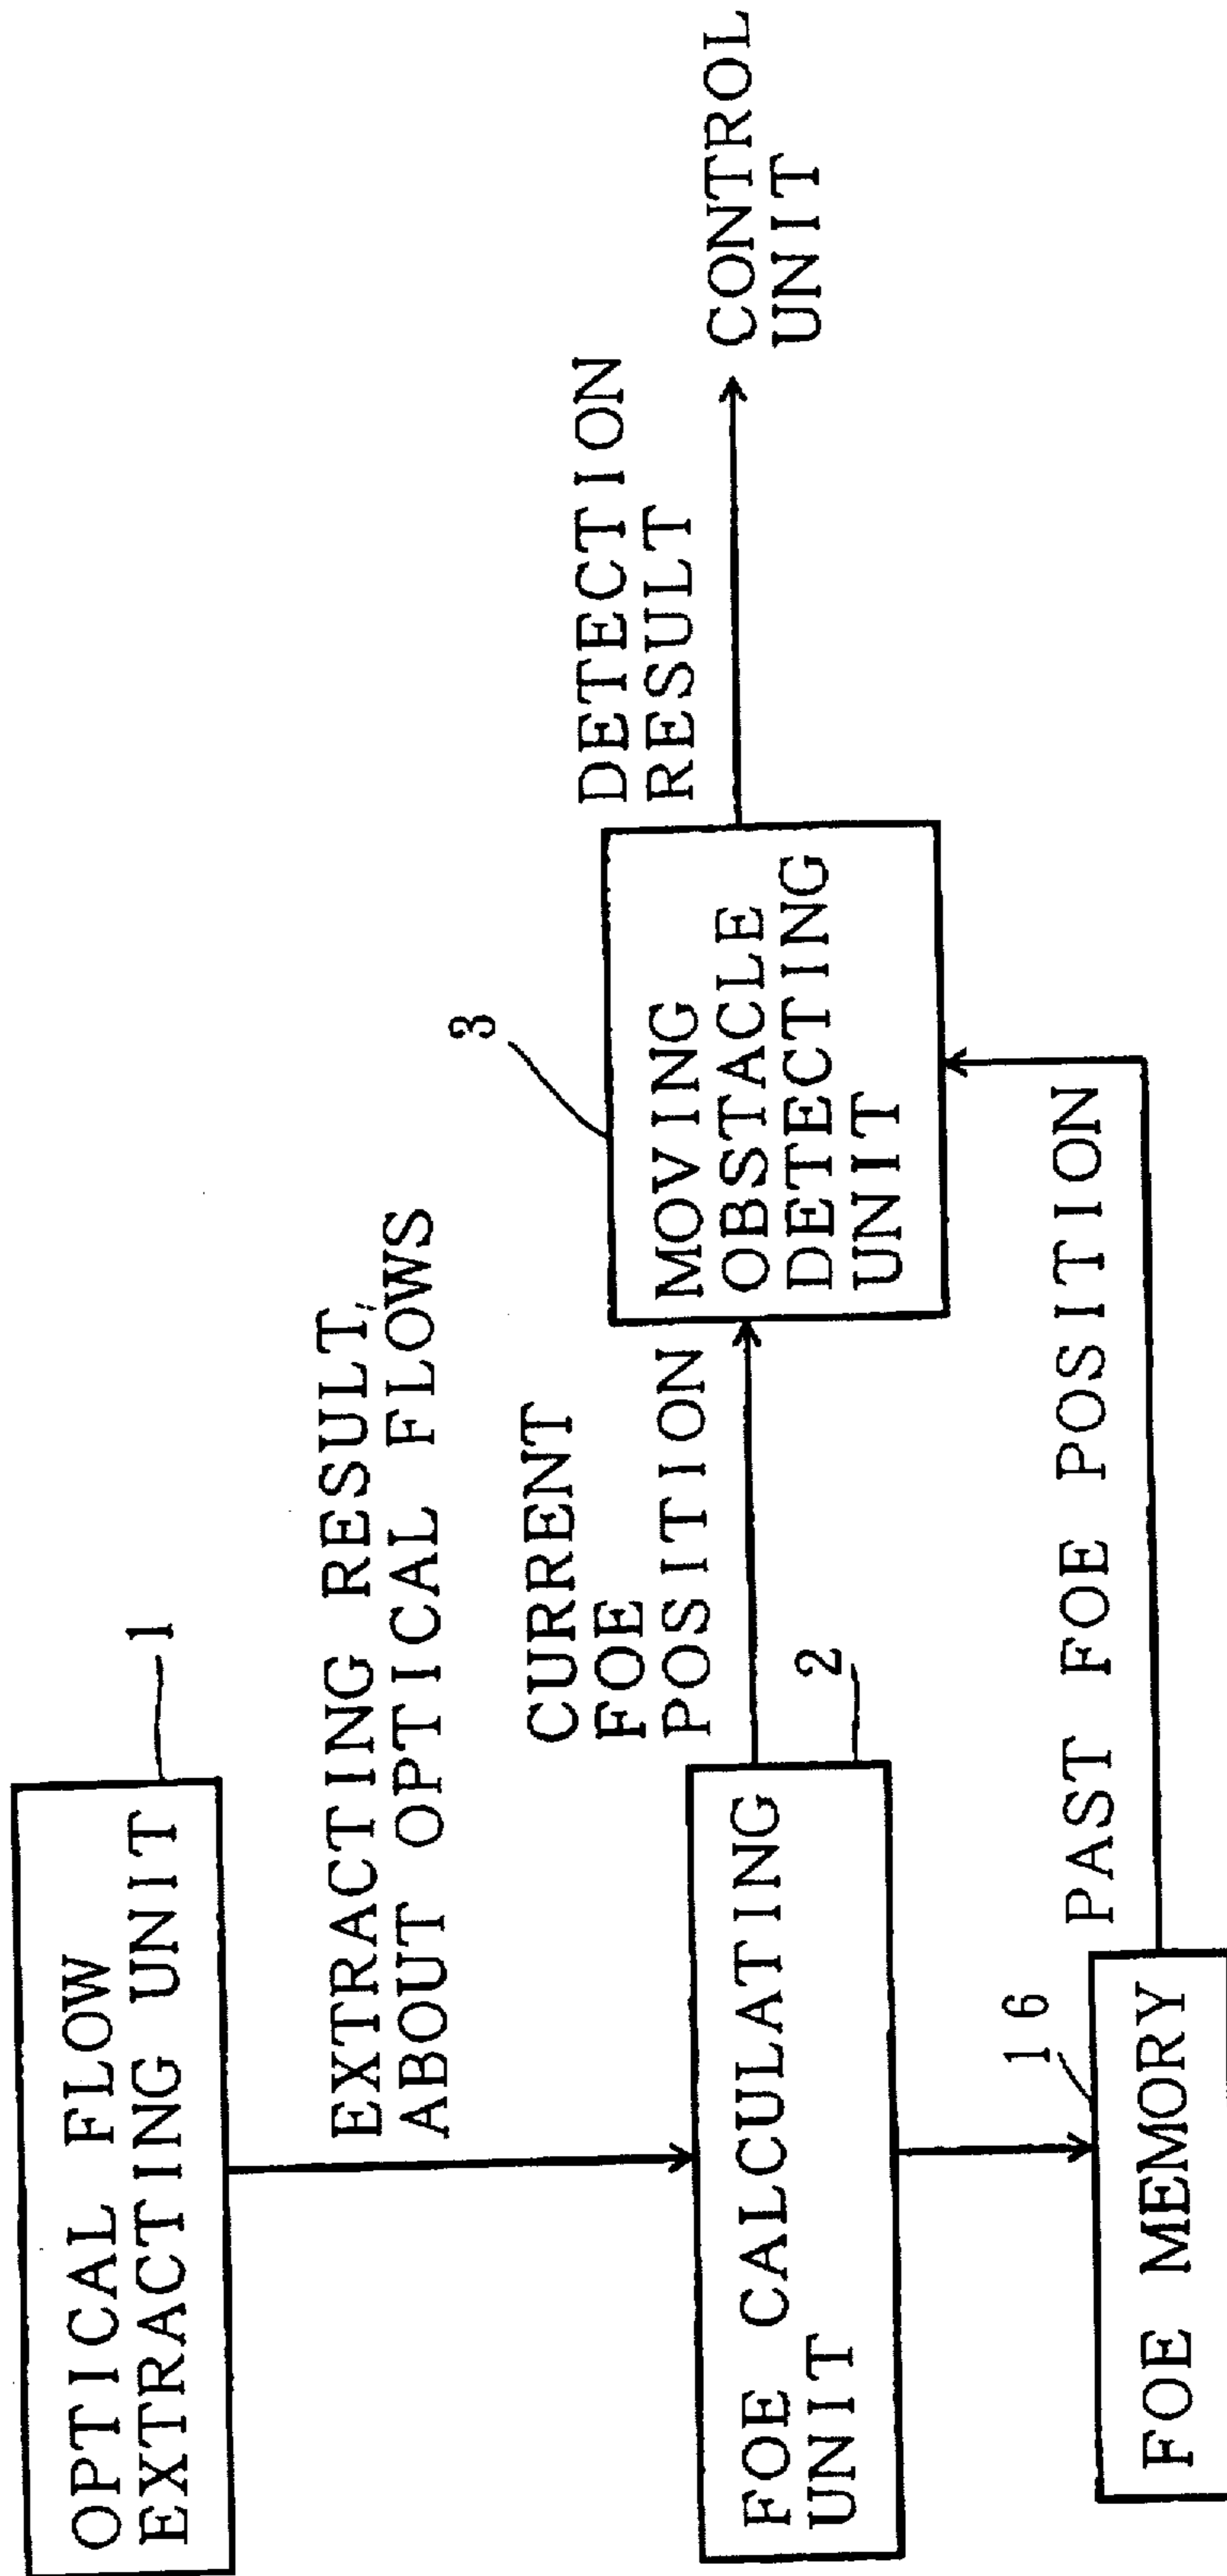 OPTICAL FLOW
EXTRACTING UNIT
1
EXTRACTING RESULT
ABOUT OPTICAL FLOWS
FOE CALCULATING
UNIT
2
CURRENT
FOE
POSITION
FOE MEMORY
16
PAST FOE POSITION
MOVING
OBSTACLE
DETECTING
UNIT
3
DETECTION
RESULT
CONTROL
UNIT